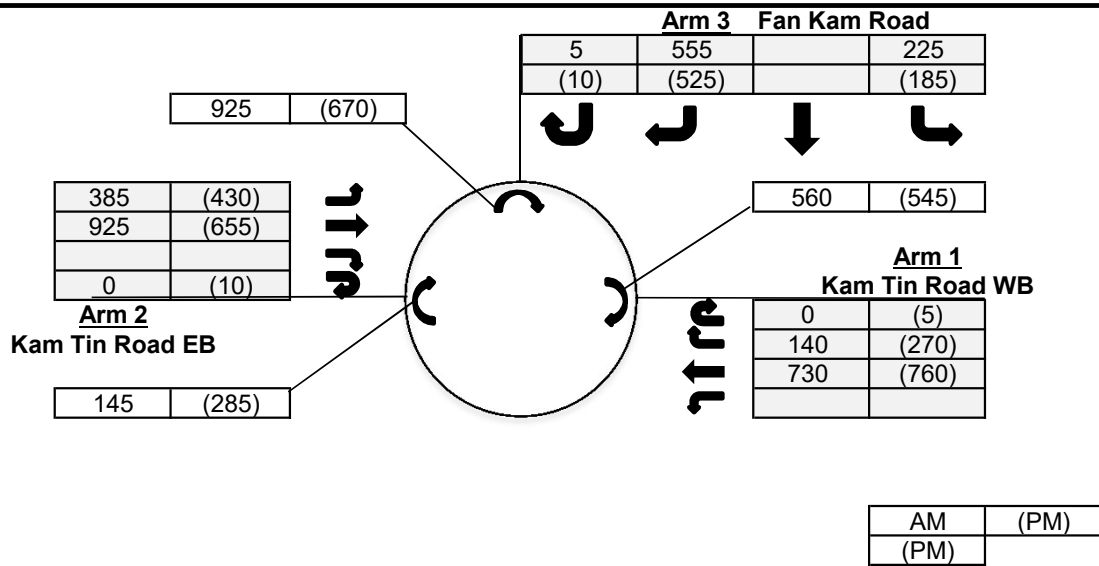 Arm 3 Fan Kam Road
5 555 225
(10) (525) (185)
925 (670)
385 (430)
925 (655)
0 (10)
Arm 2
Kam Tin Road EB
145 (285)
560 (545)
Arm 1
Kam Tin Road WB
0 (5)
140 (270)
730 (760)
AM (PM)
(PM)